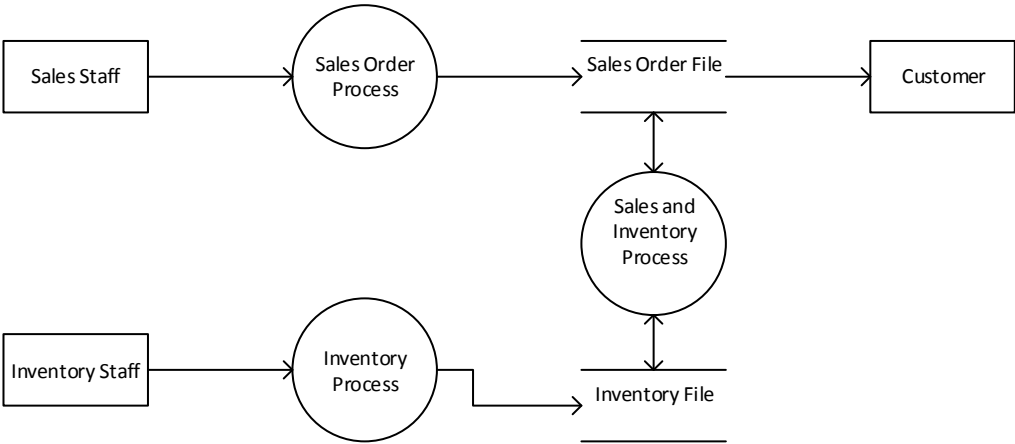 Sales Staff
Sales Order
Process
Sales Order File
Customer
Sales and
Inventory
Process
Inventory Staff
Inventory
Process
Inventory File